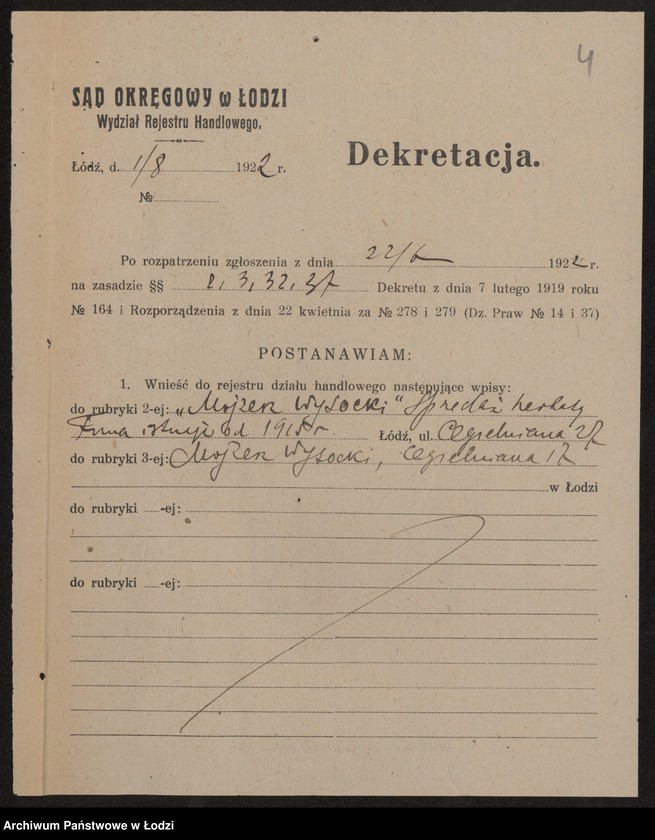 4
SĄD OKRĘGOWY w ŁODZI
Wydział Rejestru Handlowego.
Dekretacja.
Łódź, d. 1/8 1922 r.
№
Po rozpatrzeniu zgłoszenia z dnia 22/6 1922 r.
na zasadzie §§ 2, 3, 32, 37 Dekretu z dnia 7 lutego 1919 roku
№ 164 i Rozporządzenia z dnia 22 kwietnia za № 278 i 279 (Dz. Praw № 14 i 37)
POSTANAWIAM:
1. Wnieść do rejestru działu handlowego następujące wpisy:
do rubryki 2-ej: „Mojżesz Wysocki" Sprzedaż herbaty
Firma istnieje od 1918 r. Łódź, ul. Cegielniana 27
do rubryki 3-ej: Mojżesz Wysocki, Cegielniana 17
w Łodzi
do rubryki -ej:
do rubryki -ej:
Archiwum Państwowe w Łodzi